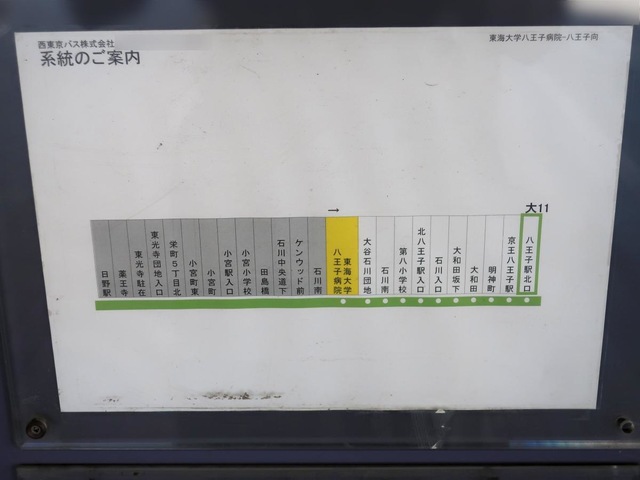 西東京バス株式会社
系統のご案内
東海大学八王子病院-八王子向
→
大11
日野駅
薬王寺
東光寺駐在
東光寺団地入口
栄町5丁目北
小宮町東
小宮町
小宮駅入口
小宮小学校
田島橋
石川中央道下
ケンウッド前
石川南
東海大学
八王子病院
大谷石川団地
石川南
第八小学校
北八王子駅入口
石川入口
大和田坂下
大和田
明神町
京王八王子駅
八王子駅北口